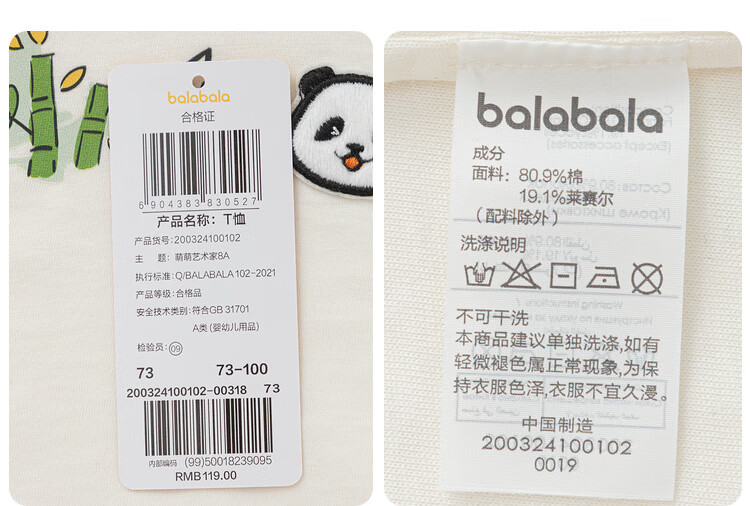 balabala
合格证
6904383830527
产品名称: T恤
产品货号: 200324100102
主 题: 萌萌艺术家8A
执行标准: Q/BALABALA 102-2021
产品等级: 合格品
安全技术类别: 符合GB 31701
A类 (婴幼儿用品)
检验员: 09
73 73-100
200324100102-00318 73
内部编码 (99)50018239095
RMB119.00
balabala
成分
面料: 80.9%棉
19.1%莱赛尔
(配料除外)
洗涤说明
不可干洗
本商品建议单独洗涤,如有
轻微褪色属正常现象,为保
持衣服色泽,衣服不宜久浸。
中国制造
200324100102
0019